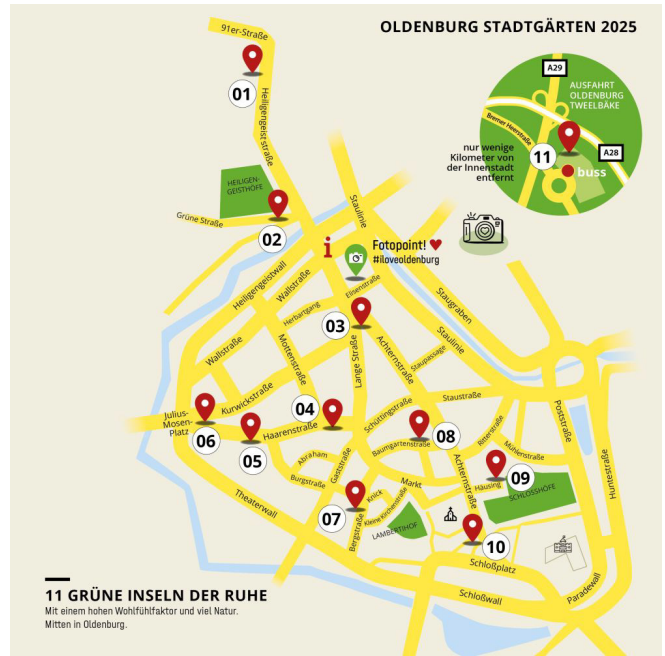 OLDENBURG STADTGÄRTEN 2025
91er-Straße
01
Heiligengeiststraße
A29
AUSFAHRT
OLDENBURG
TWEELBÄKE
Bremer Heerstraße
11
A28
buss
nur wenige
Kilometer von
der Innenstadt
entfernt
HEILIGEN-
GEISTHÖFE
Grüne Straße
02
Staulinie
i
Fotopoint!
#iloveoldenburg
Heiligengeistwall
Wallstraße
Elisenstraße
Herbartgang
03
Staugraben
Wallstraße
Mottenstraße
Lange Straße
Achternstraße
Staulinie
Staupassage
Kurwickstraße
Julius-
Mosen-
Platz
06
05
Haarenstraße
04
Schüttingstraße
Staustraße
Poststraße
Huntestraße
08
Baumgartenstraße
Ritterstraße
Mühlenstraße
Abraham
Gaststraße
Burgstraße
Markt
Achternstraße
09
Häusing
SCHLOSSHÖFE
Theaterwall
Knick
Kleine Kirchenstraße
07
Bergstraße
LAMBERTIHOF
10
Schloßplatz
Schloßwall
Paradewall
11 GRÜNE INSELN DER RUHE
Mit einem hohen Wohlfühlfaktor und viel Natur.
Mitten in Oldenburg.